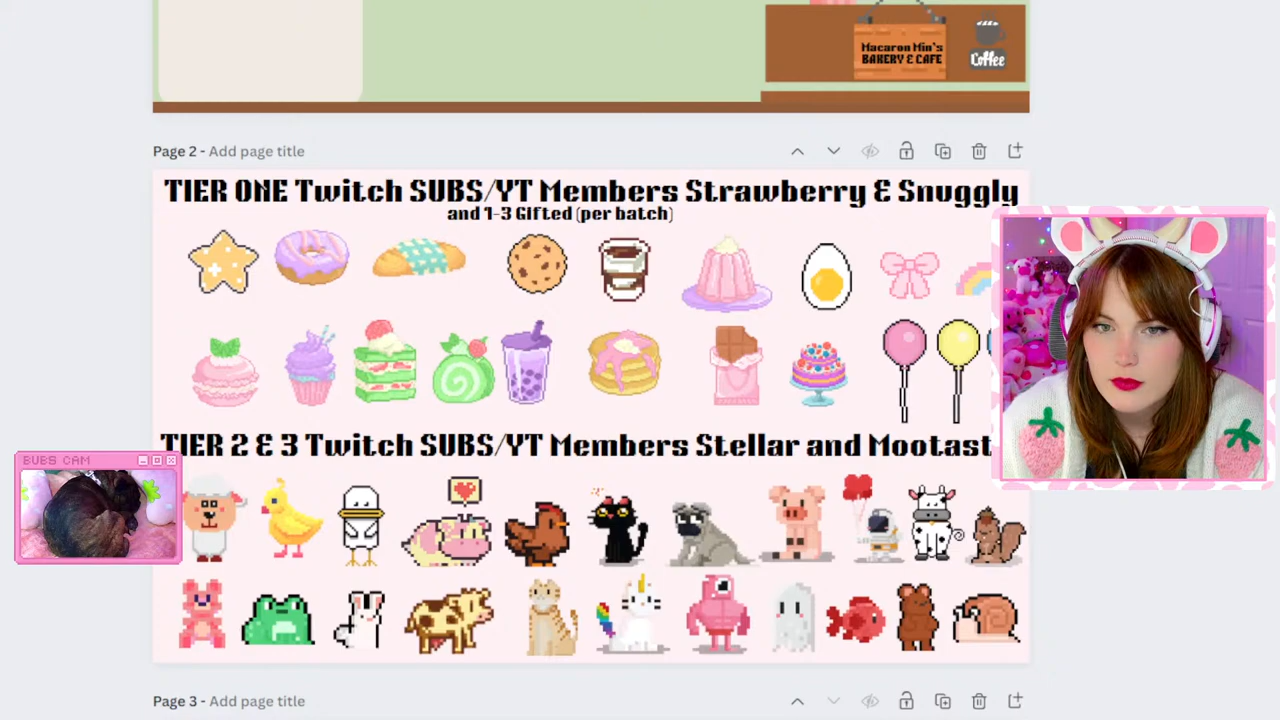 Macaron Min's
BAKERY & CAFE
Coffee
Page 2 - Add page title
TIER ONE Twitch SUBS/YT Members Strawberry & Snuggly
and 1-3 Gifted (per batch)
TIER 2 & 3 Twitch SUBS/YT Members Stellar and Mootast
BUBS CAM
Page 3 - Add page title